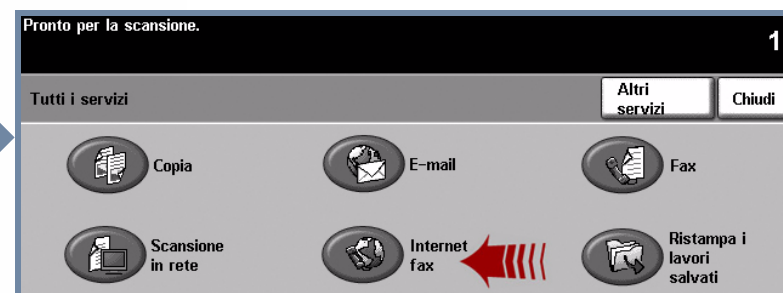 Pronto per la scansione.
1
Tutti i servizi
Altri
servizi
Chiudi
Copia
E-mail
Fax
Scansione
in rete
Internet
fax
Ristampa i
lavori
salvati